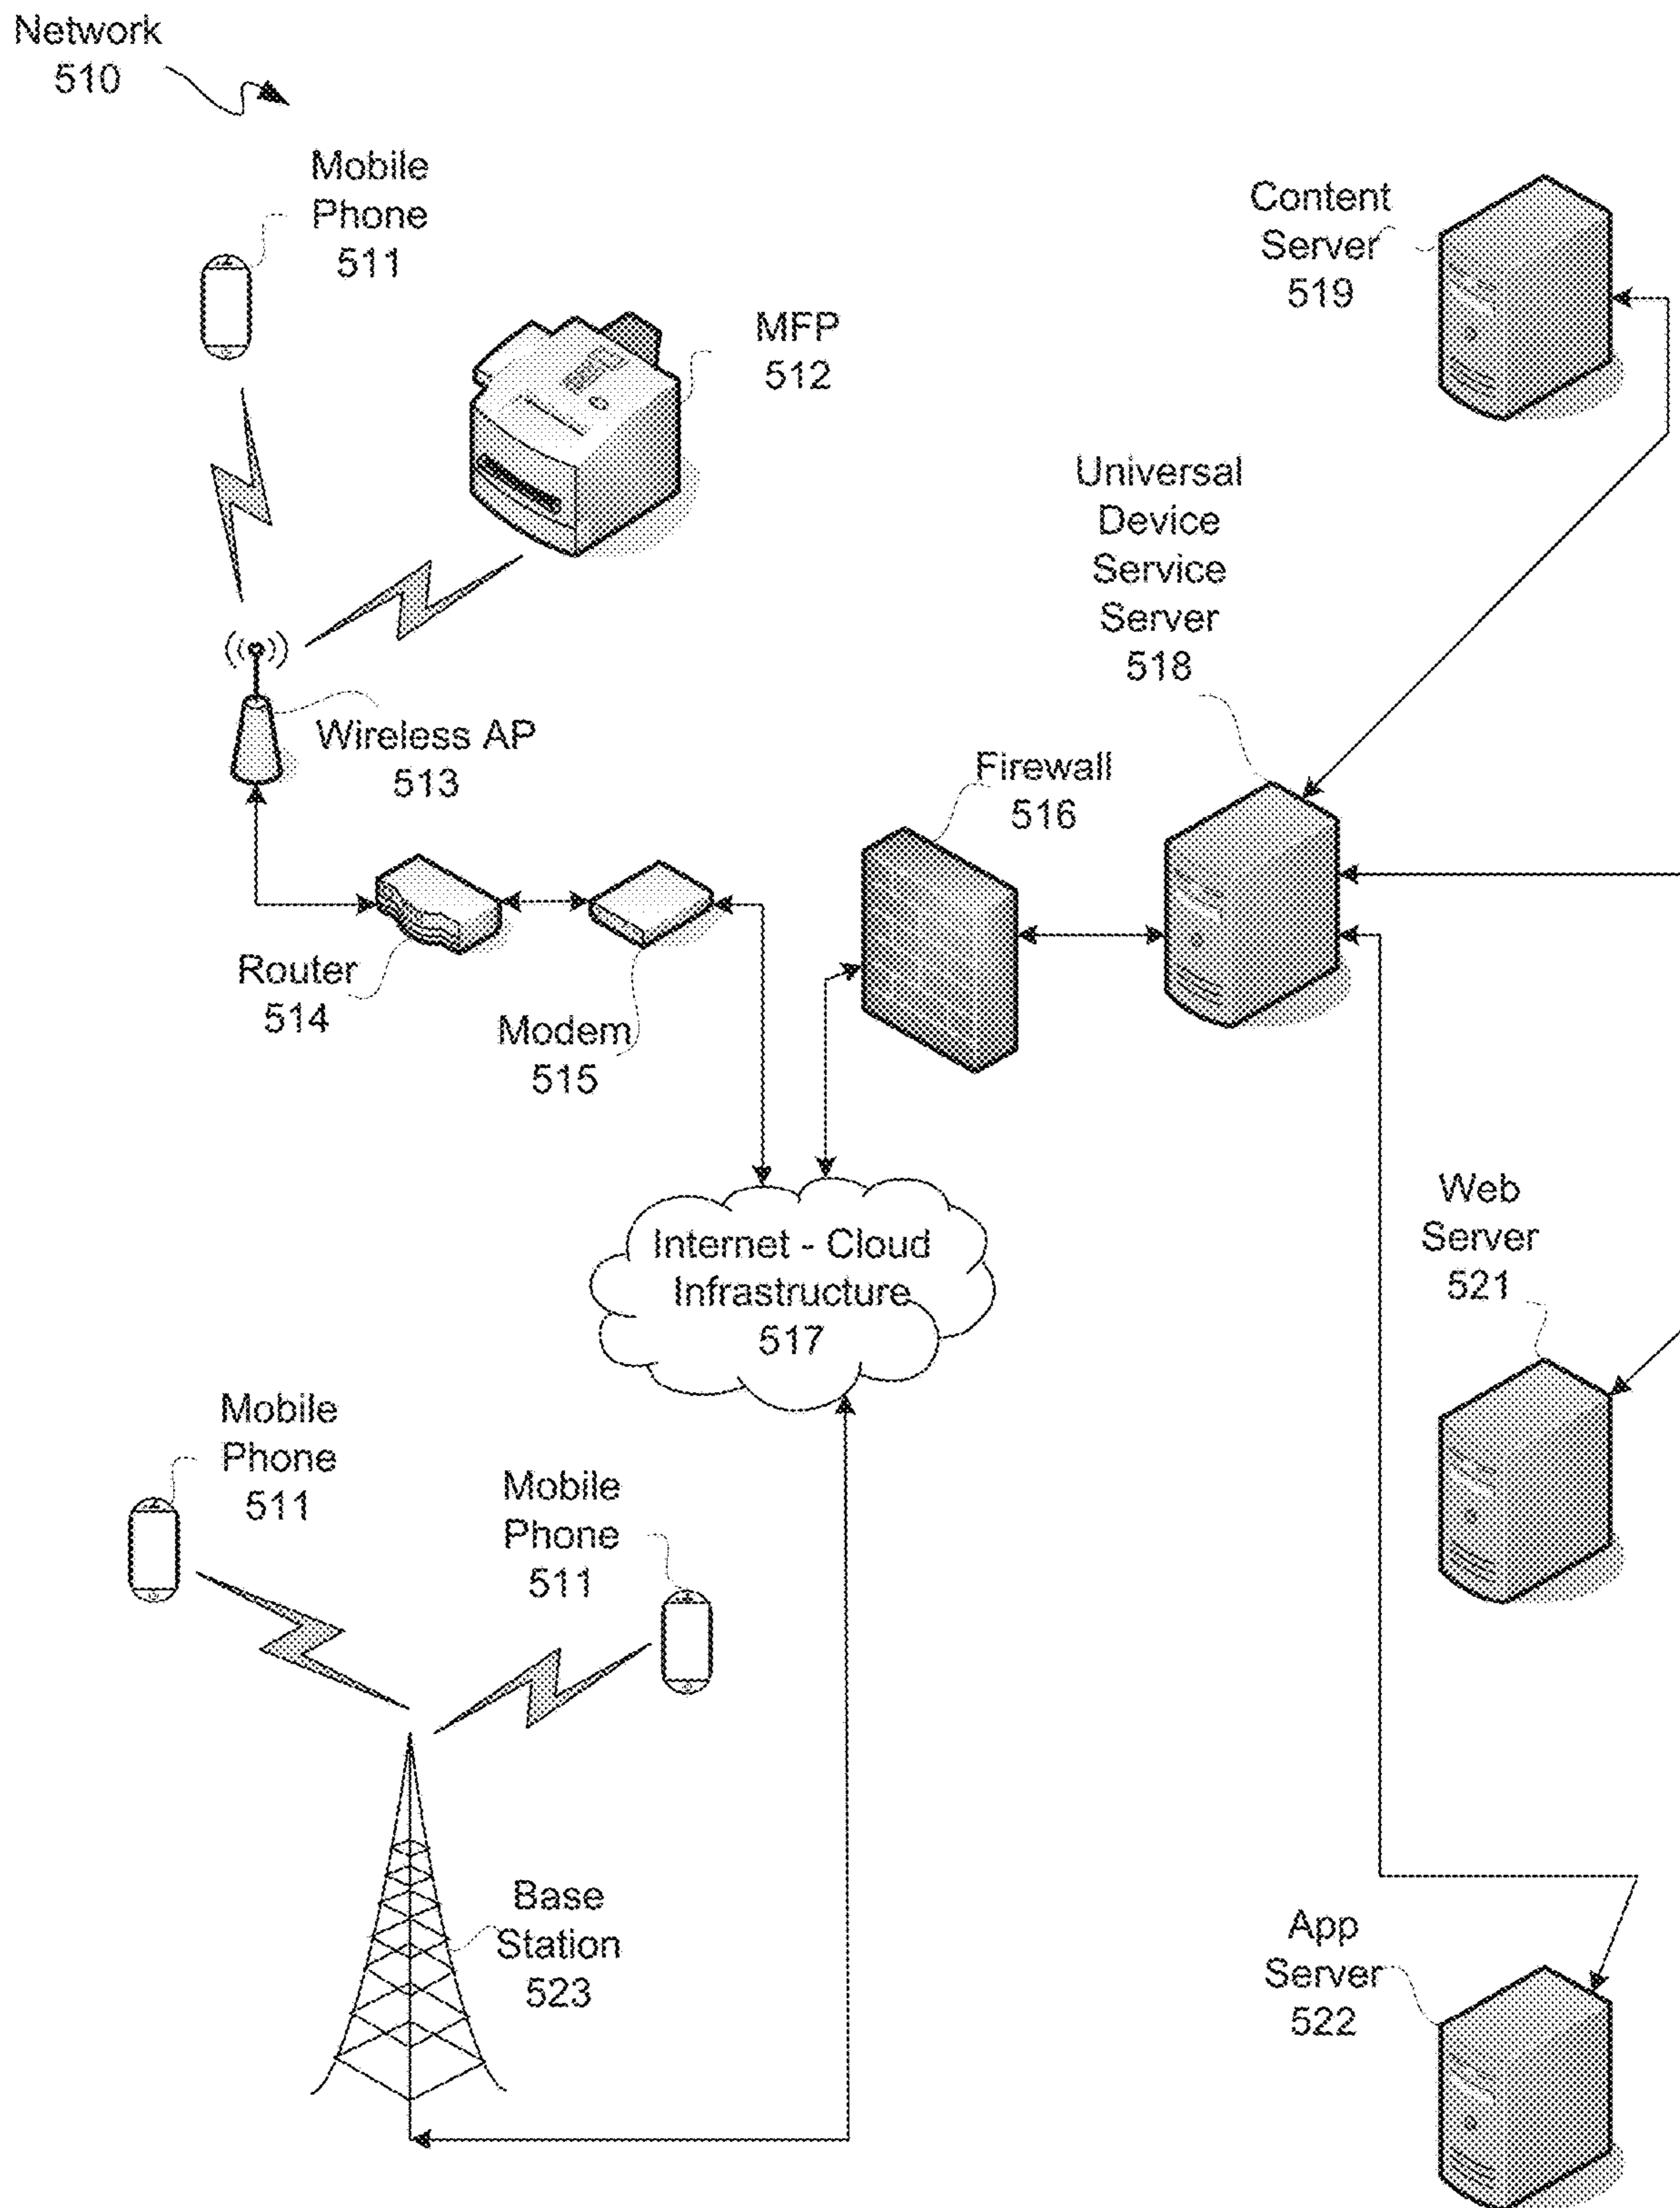 Network
510
Mobile
Phone
511
Content
Server
519
MFP
512
Universal
Device
Service
Server
518
Wireless AP
513
Firewall
516
Router
514
Modem
515
Web
Server
521
Internet - Cloud
Infrastructure
517
Mobile
Phone
511
Mobile
Phone
511
Base
Station
523
App
Server
522